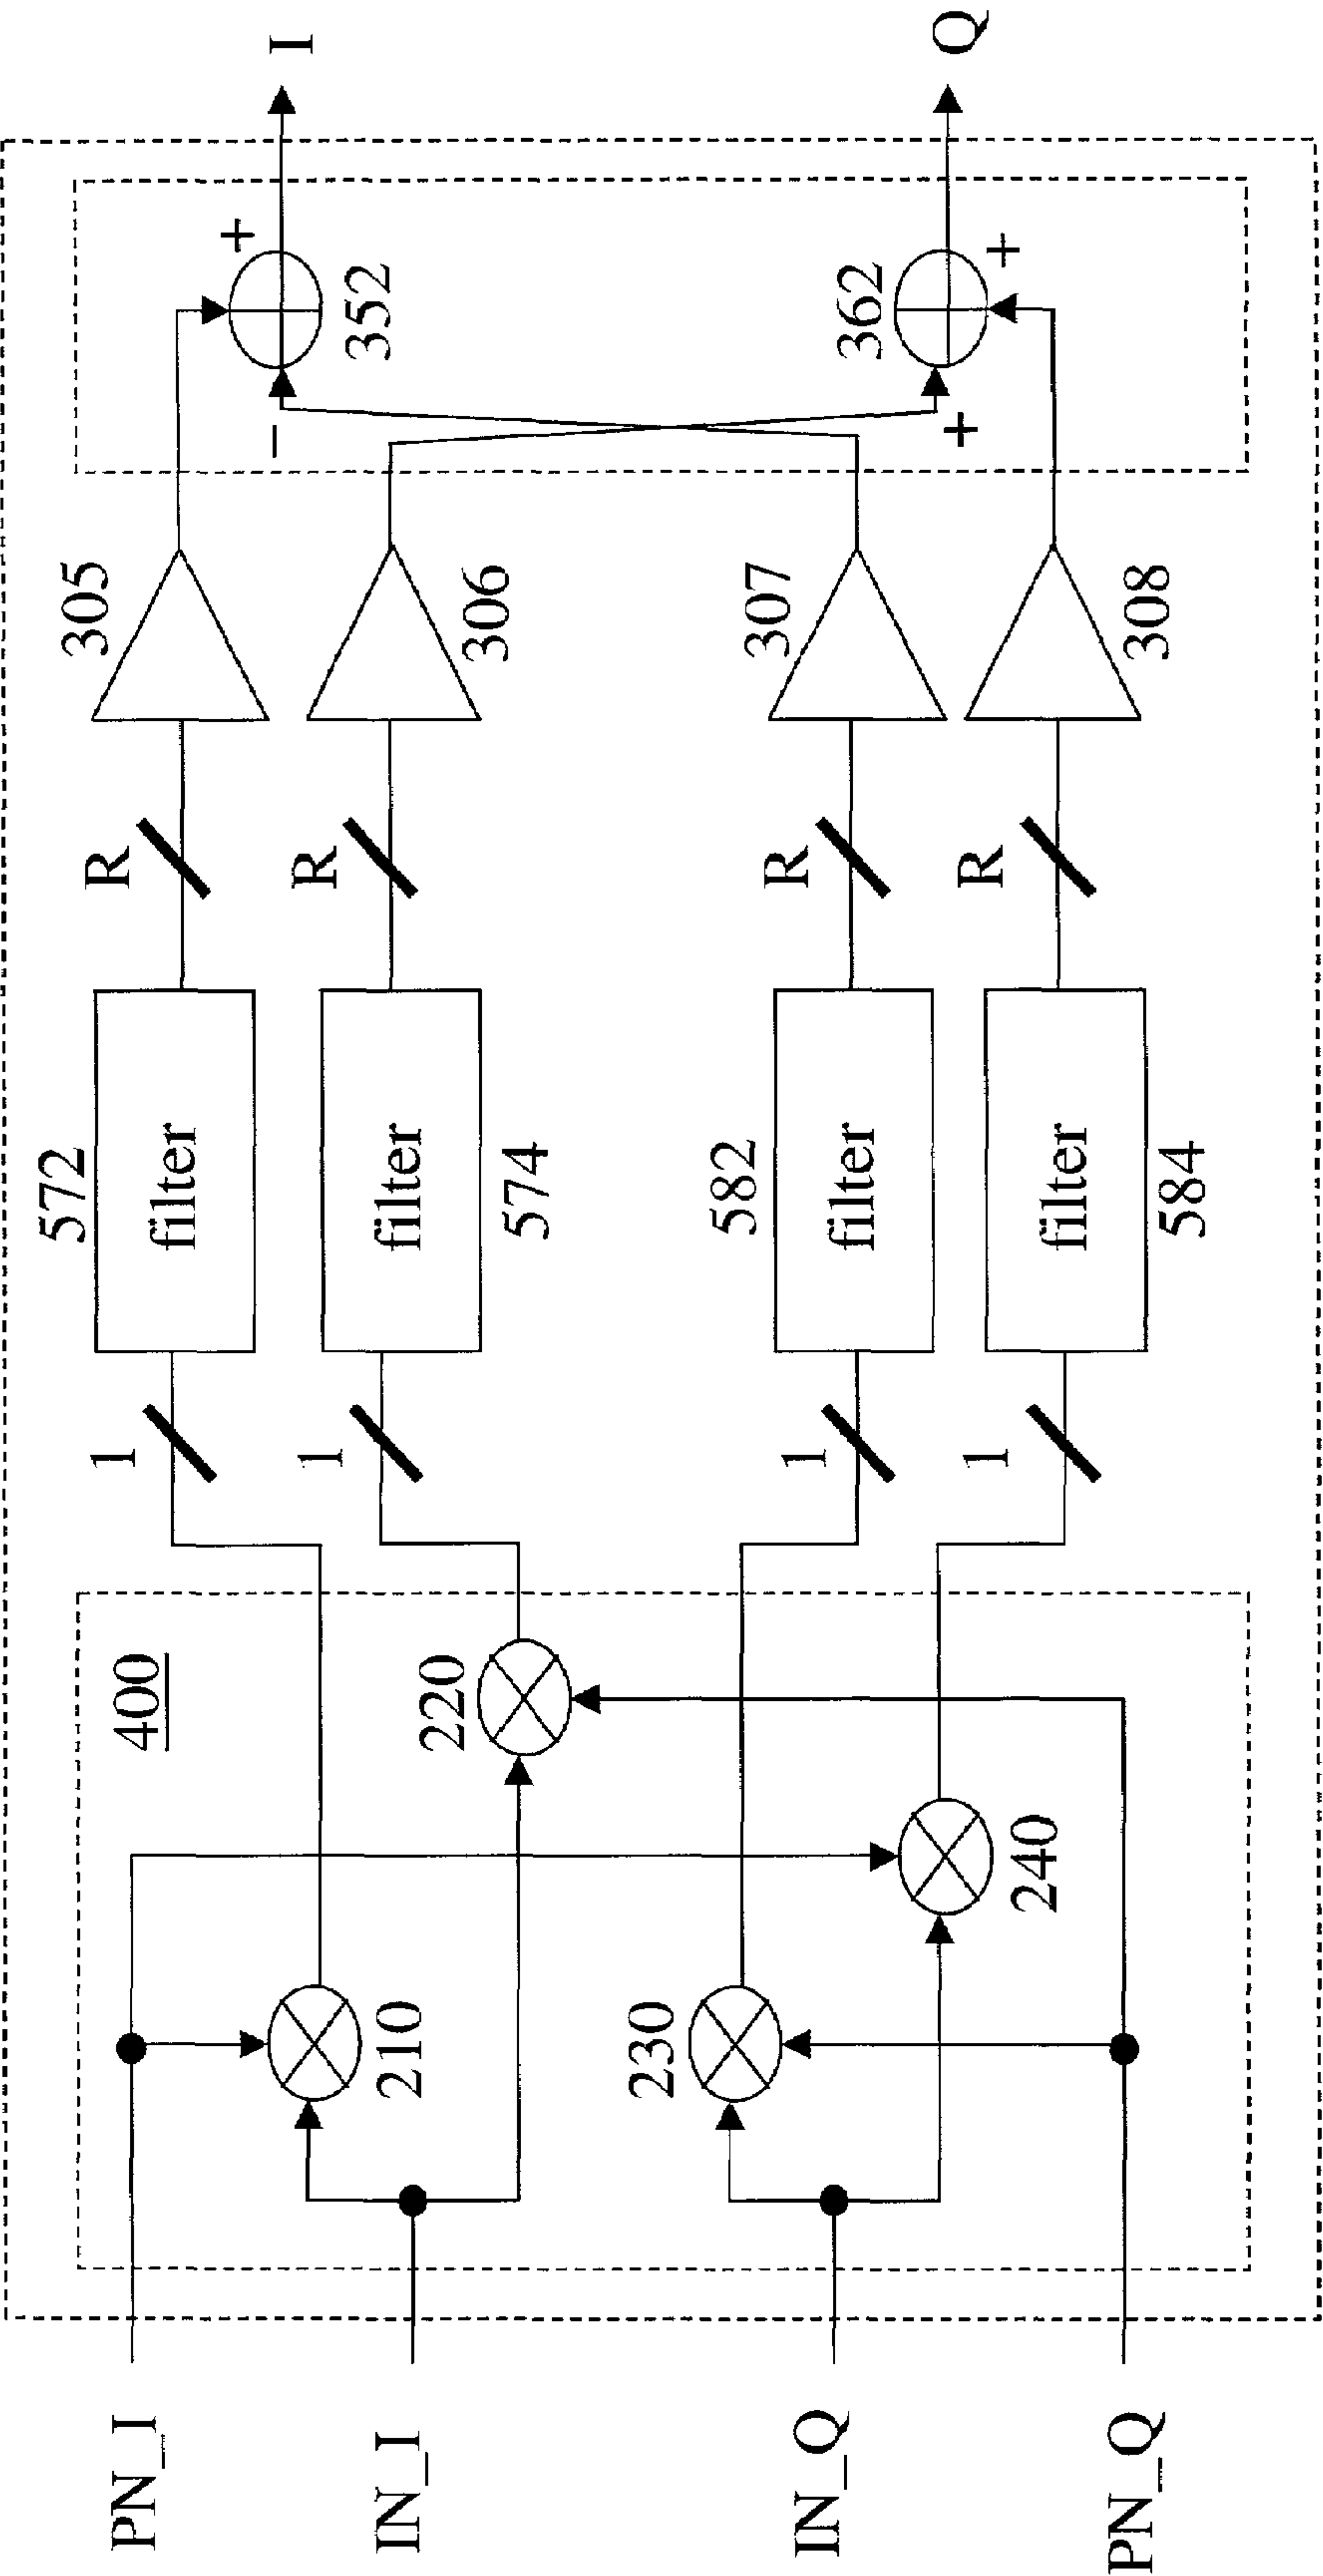 PN_I
IN_I
IN_Q
PN_Q
400
210
220
230
240
1
1
1
1
572
filter
filter
574
582
filter
filter
584
R
R
R
R
305
306
307
308
+
−
352
362
+
+
I
Q